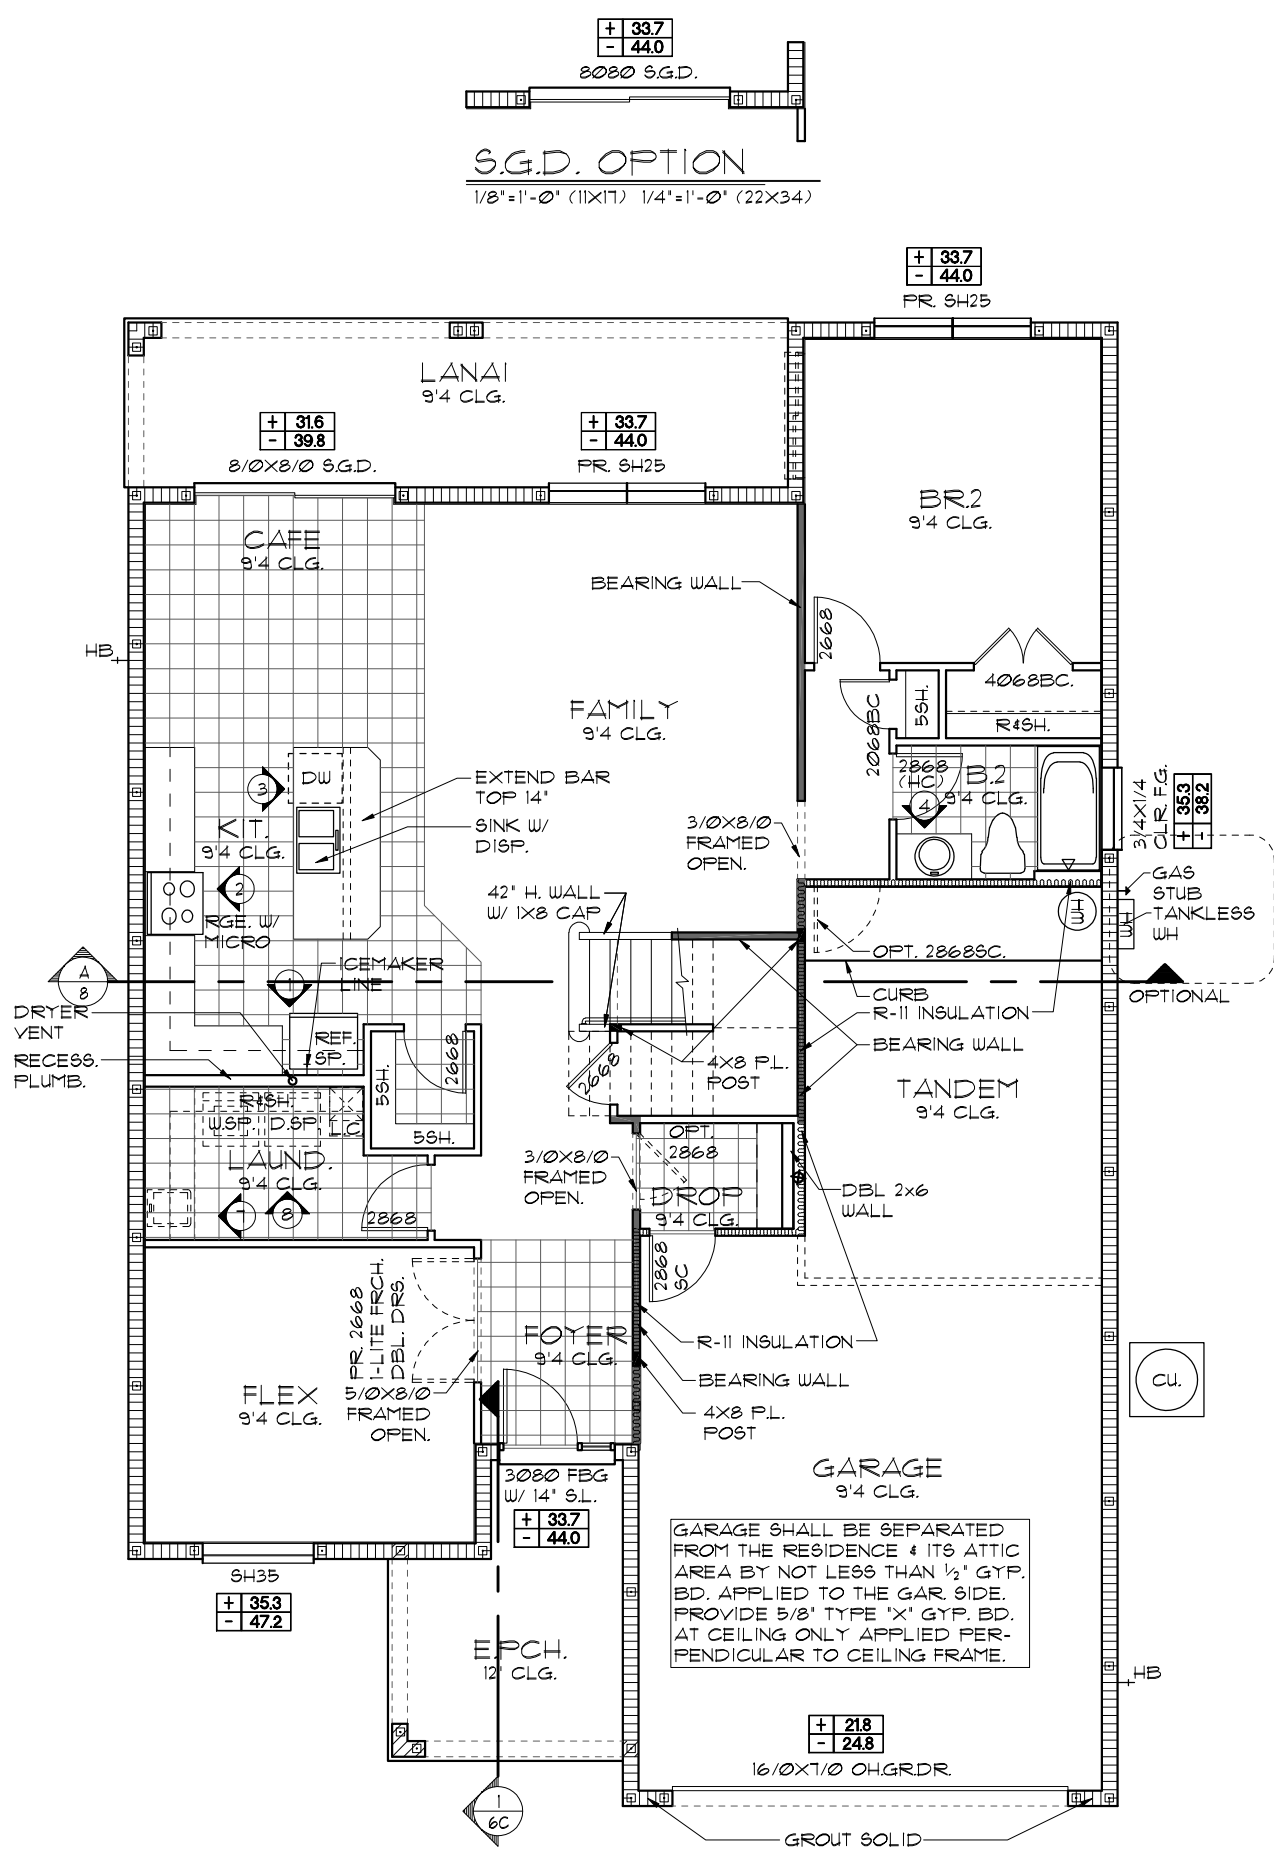 + 33.7
- 44.0
8080 S.G.D.
S.G.D. OPTION
1/8"=1'-0" (11X17) 1/4"=1'-0" (22X34)
+ 33.7
- 44.0
PR. SH25
LANAI
9'4 CLG.
+ 31.6
- 39.8
8/0X8/0 S.G.D.
+ 33.7
- 44.0
PR. SH25
BR.2
9'4 CLG.
CAFE
9'4 CLG.
BEARING WALL
2668
HB
4068BC.
5SH.
R&SH.
2068BC
FAMILY
9'4 CLG.
DW
3
EXTEND BAR
TOP 14"
SINK W/
DISP.
KIT.
9'4 CLG.
2
RGE. W/
MICRO
2868
(HC)
B.2
9'4 CLG.
4
3/4X1/4
CLR. F.G.
+ 35.3
- 38.2
3/0X8/0
FRAMED
OPEN.
42" H. WALL
W/ 1X8 CAP
GAS
STUB
TANKLESS
WH
WH
WH
OPT. 2868SC.
A
8
ICEMAKER
LINE
1
OPTIONAL
CURB
R-11 INSULATION
BEARING WALL
DRYER
VENT
RECESS.
PLUMB.
REF.
SP.
2668
5SH.
5SH.
2668
4X8 P.L.
POST
TANDEM
9'4 CLG.
R&SH.
W.SP.
D.SP
L.C.
LAUND.
9'4 CLG.
7
8
2868
OPT.
2868
3/0X8/0
FRAMED
OPEN.
DROP
9'4 CLG.
DBL 2x6
WALL
2868
SC
PR. 2668
1-LITE FRCH.
DBL. DRS.
FOYER
9'4 CLG.
R-11 INSULATION
BEARING WALL
4X8 P.L.
POST
FLEX
9'4 CLG.
5/0X8/0
FRAMED
OPEN.
CU.
3080 FBG
W/ 14" S.L.
+ 33.7
- 44.0
GARAGE
9'4 CLG.
GARAGE SHALL BE SEPARATED
FROM THE RESIDENCE & ITS ATTIC
AREA BY NOT LESS THAN 1/2" GYP.
BD. APPLIED TO THE GAR. SIDE.
PROVIDE 5/8" TYPE "X" GYP. BD.
AT CEILING ONLY APPLIED PER-
PENDICULAR TO CEILING FRAME.
SH35
+ 35.3
- 47.2
E.PCH.
12' CLG.
HB
+ 21.8
- 24.8
16/0X7/0 OH.GR.DR.
1
6C
GROUT SOLID